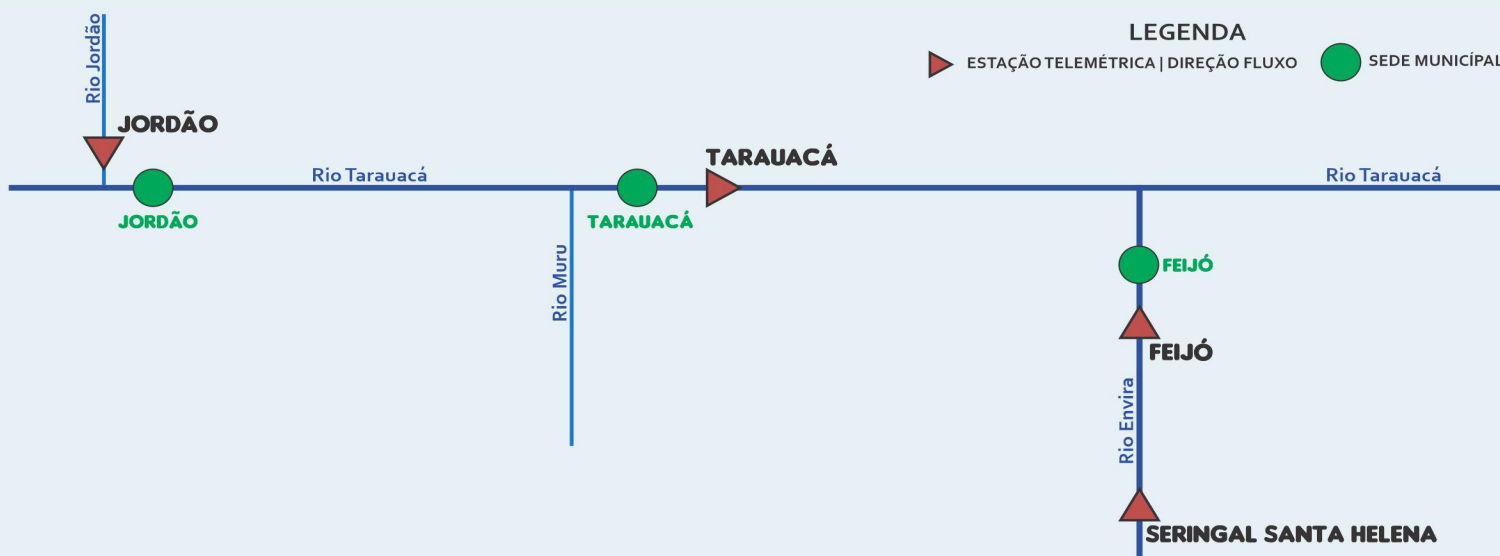 LEGENDA
ESTAÇÃO TELEMÉTRICA | DIREÇÃO FLUXO
SEDE MUNICÍPAL
Rio Jordão
JORDÃO
TARAUACÁ
Rio Tarauacá
Rio Tarauacá
JORDÃO
TARAUACÁ
Rio Muru
FEIJÓ
FEIJÓ
Rio Envira
SERINGAL SANTA HELENA